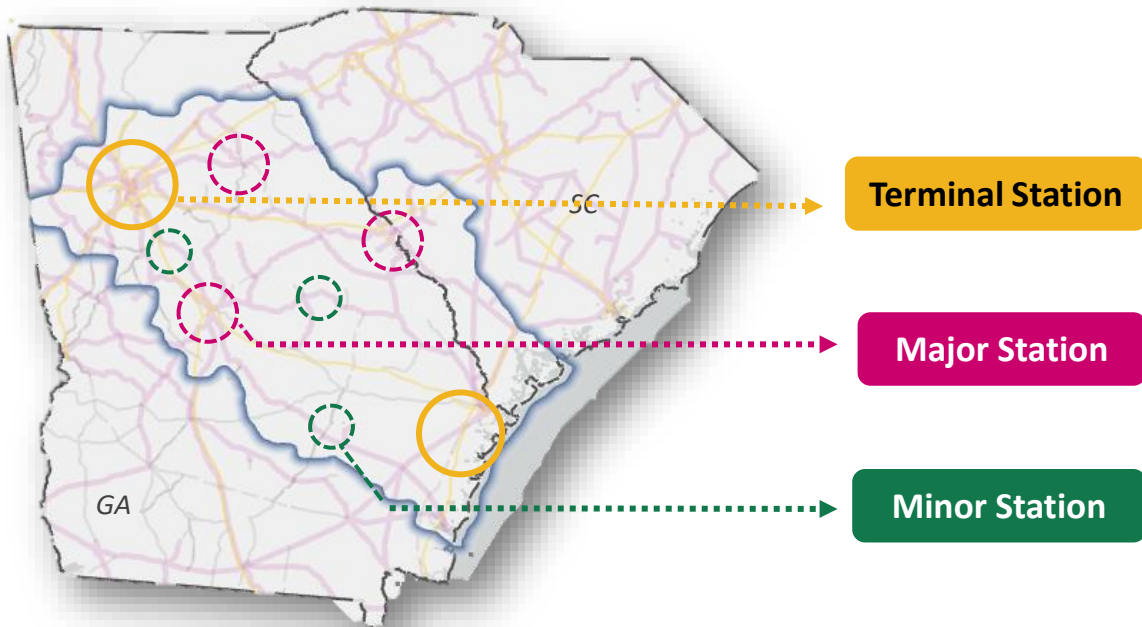 SC
Terminal Station
Major Station
GA
Minor Station